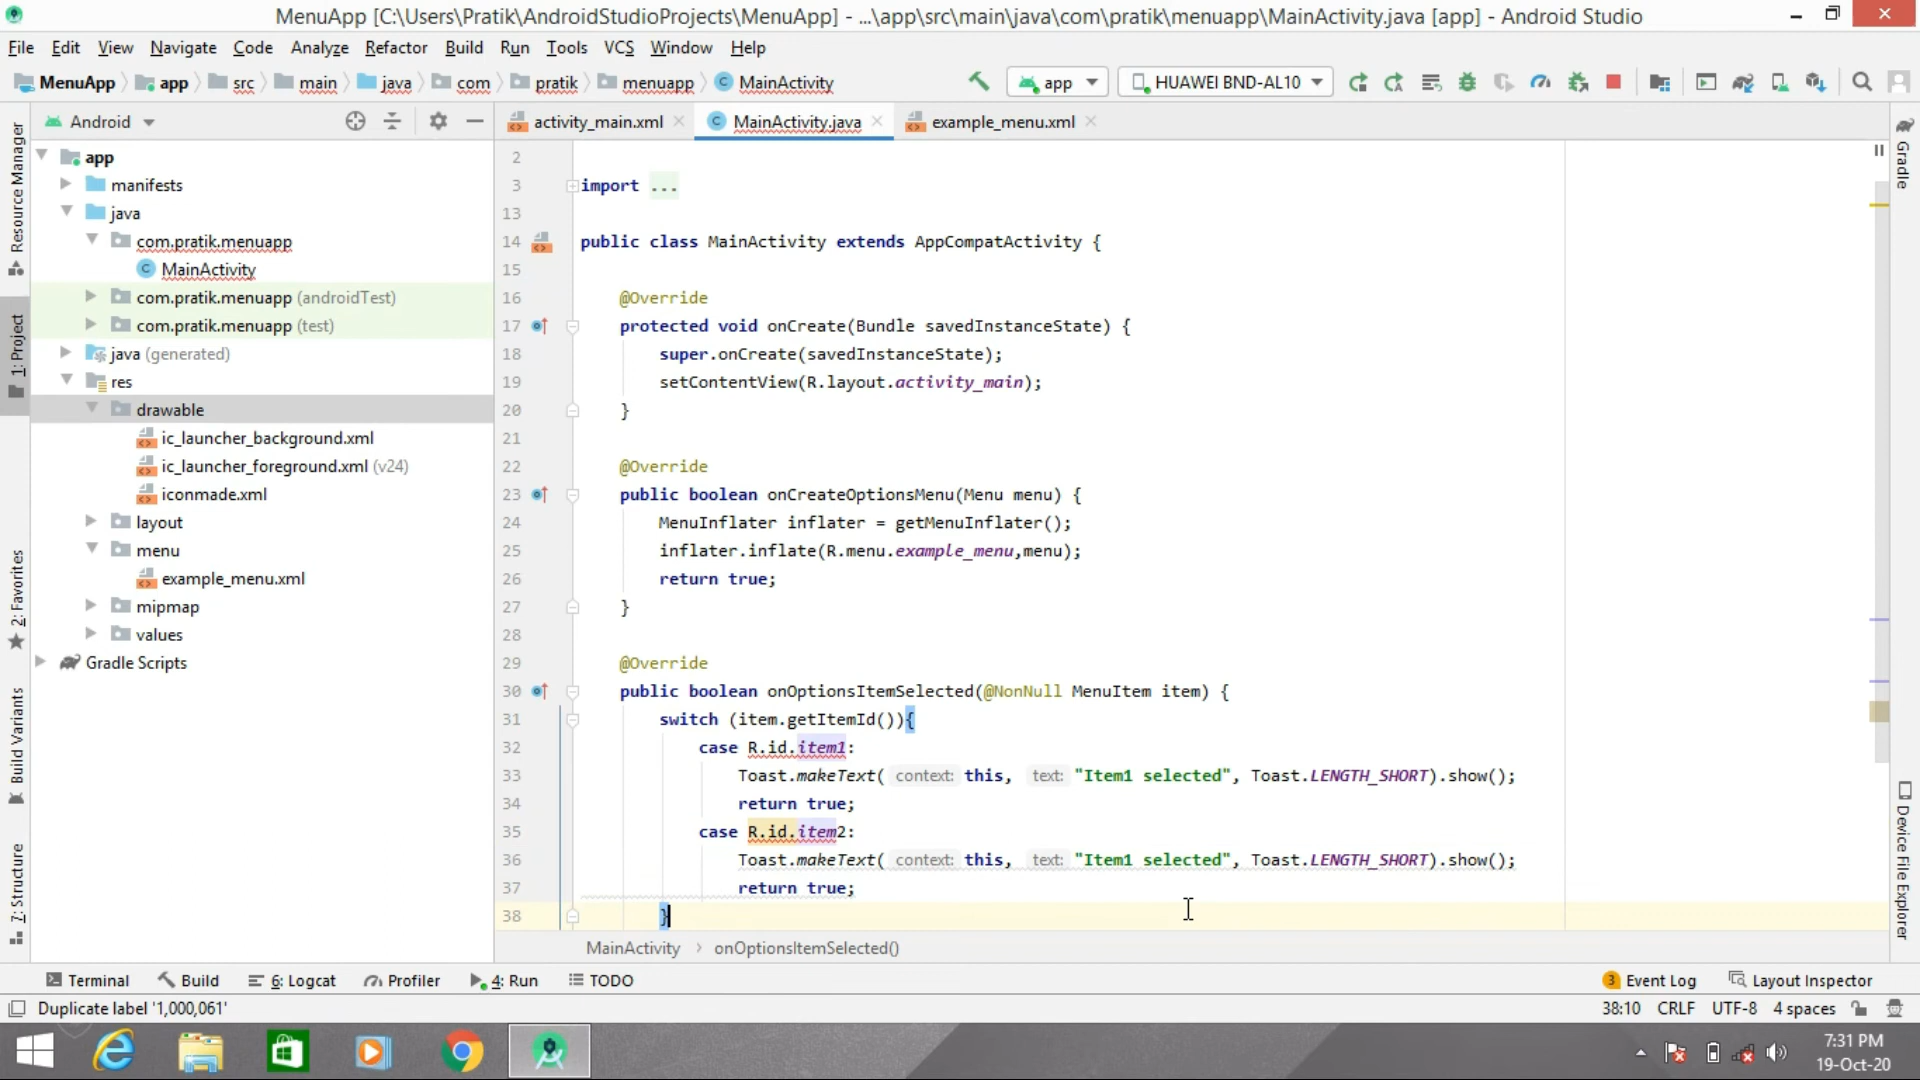 MenuApp [C:\Users\Pratik\AndroidStudioProjects\MenuApp] - ...\app\src\main\java\com\pratik\menuapp\MainActivity.java [app] - Android Studio
File Edit View Navigate Code Analyze Refactor Build Run Tools VCS Window Help
MenuApp app src main java com pratik menuapp MainActivity app HUAWEI BND-AL10
Android
activity_main.xml MainActivity.java example_menu.xml
Resource Manager
1: Project
2: Favorites
Build Variants
7: Structure
app
manifests
java
com.pratik.menuapp
MainActivity
com.pratik.menuapp (androidTest)
com.pratik.menuapp (test)
java (generated)
res
drawable
ic_launcher_background.xml
ic_launcher_foreground.xml (v24)
iconmade.xml
layout
menu
example_menu.xml
mipmap
values
Gradle Scripts
2
3 import ...
13
14 public class MainActivity extends AppCompatActivity {
15
16 @Override
17 protected void onCreate(Bundle savedInstanceState) {
18 super.onCreate(savedInstanceState);
19 setContentView(R.layout.activity_main);
20 }
21
22 @Override
23 public boolean onCreateOptionsMenu(Menu menu) {
24 MenuInflater inflater = getMenuInflater();
25 inflater.inflate(R.menu.example_menu,menu);
26 return true;
27 }
28
29 @Override
30 public boolean onOptionsItemSelected(@NonNull MenuItem item) {
31 switch (item.getItemId()){
32 case R.id.item1:
33 Toast.makeText( context: this, text: "Item1 selected", Toast.LENGTH_SHORT).show();
34 return true;
35 case R.id.item2:
36 Toast.makeText( context: this, text: "Item1 selected", Toast.LENGTH_SHORT).show();
37 return true;
38 }
MainActivity › onOptionsItemSelected()
Gradle
Device File Explorer
Terminal Build 6: Logcat Profiler 4: Run TODO 3 Event Log Layout Inspector
Duplicate label '1,000,061' 38:10 CRLF UTF-8 4 spaces
7:31 PM
19-Oct-20